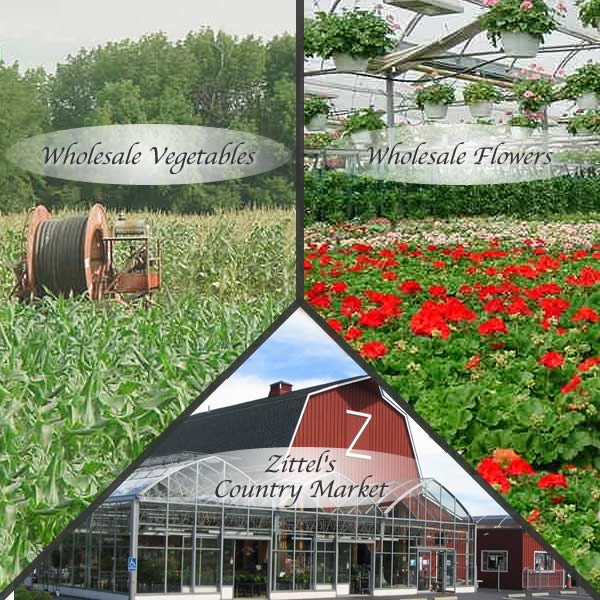 Wholesale Vegetables
Wholesale Flowers
Z
Zittel's
Country Market